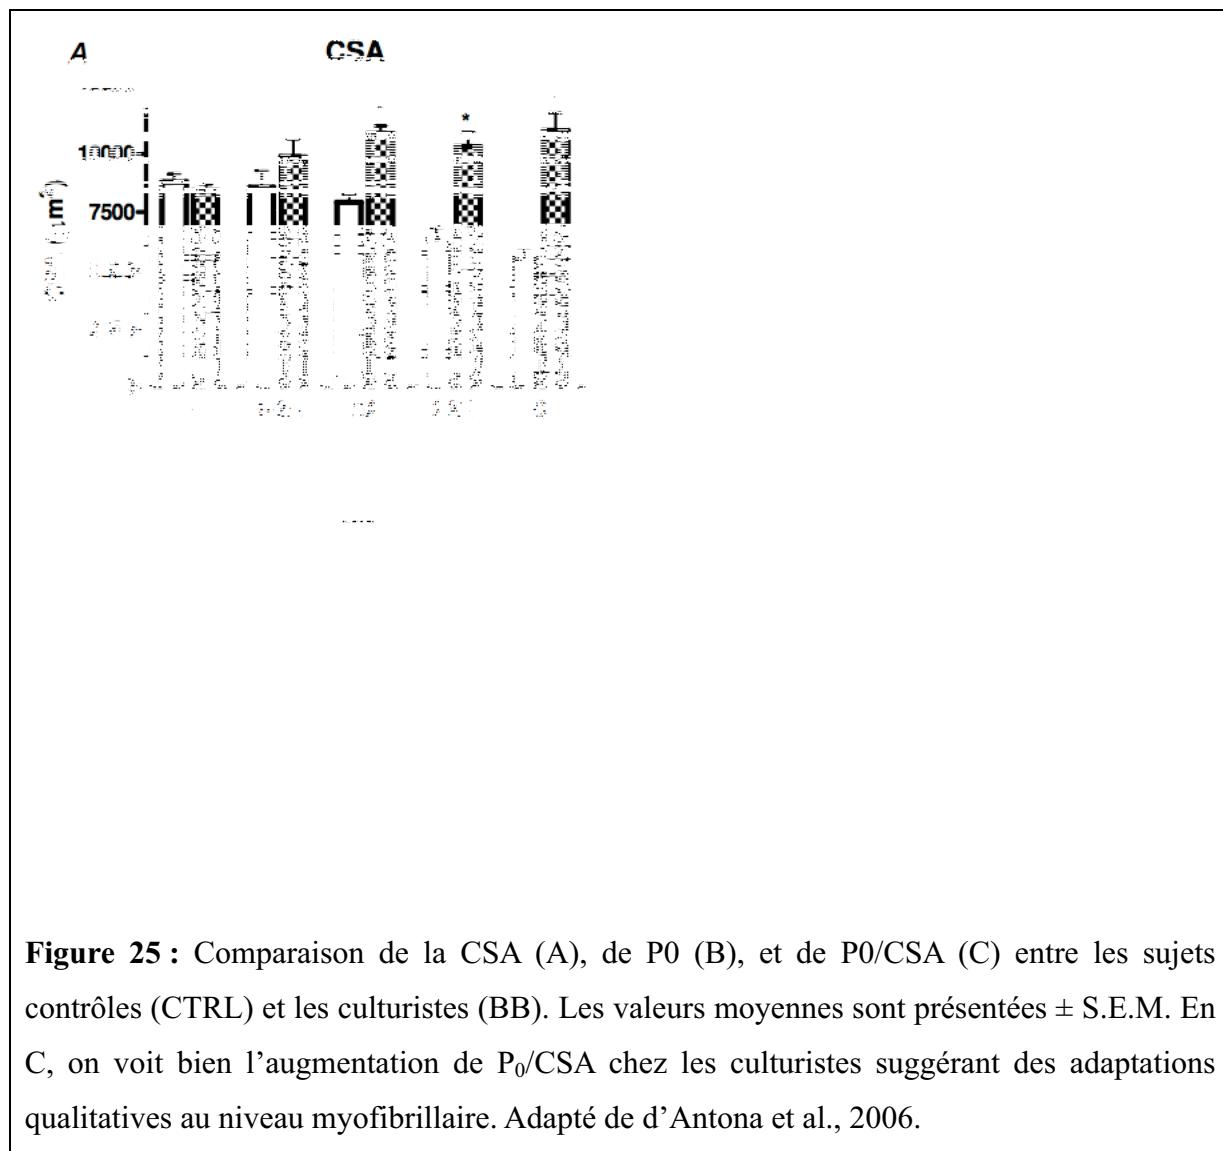 A CSA
*
10000
7500
Figure 25 : Comparaison de la CSA (A), de P0 (B), et de P0/CSA (C) entre les sujets
contrôles (CTRL) et les culturistes (BB). Les valeurs moyennes sont présentées ± S.E.M. En
C, on voit bien l’augmentation de P₀/CSA chez les culturistes suggérant des adaptations
qualitatives au niveau myofibrillaire. Adapté de d’Antona et al., 2006.